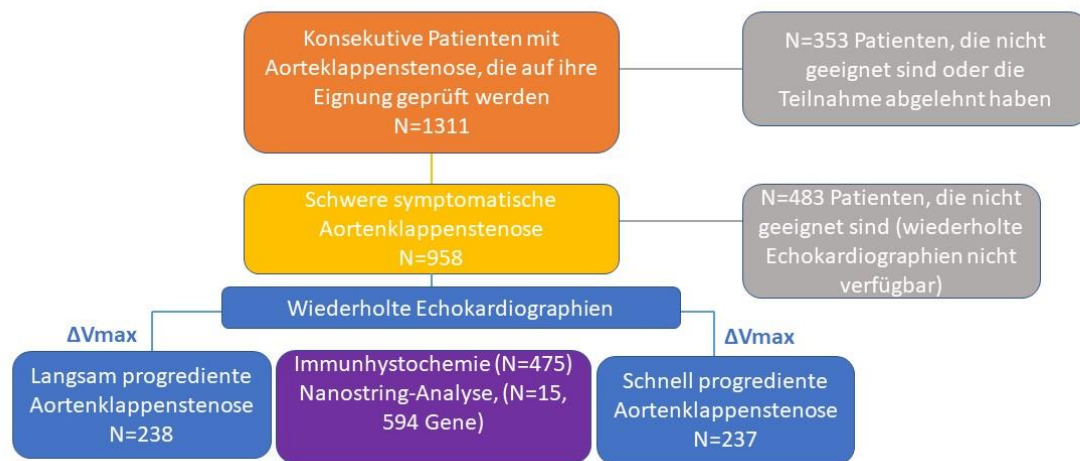 Konsekutive Patienten mit
Aorteklappenstenose, die auf ihre
Eignung geprüft werden
N=1311
N=353 Patienten, die nicht
geeignet sind oder die
Teilnahme abgelehnt haben
Schwere symptomatische
Aortenklappenstenose
N=958
N=483 Patienten, die nicht
geeignet sind (wiederholte
Echokardiographien nicht
verfügbar)
Wiederholte Echokardiographien
ΔVmax
ΔVmax
Langsam progrediente
Aortenklappenstenose
N=238
Immunhystochemie (N=475)
Nanostring-Analyse, (N=15,
594 Gene)
Schnell progrediente
Aortenklappenstenose
N=237